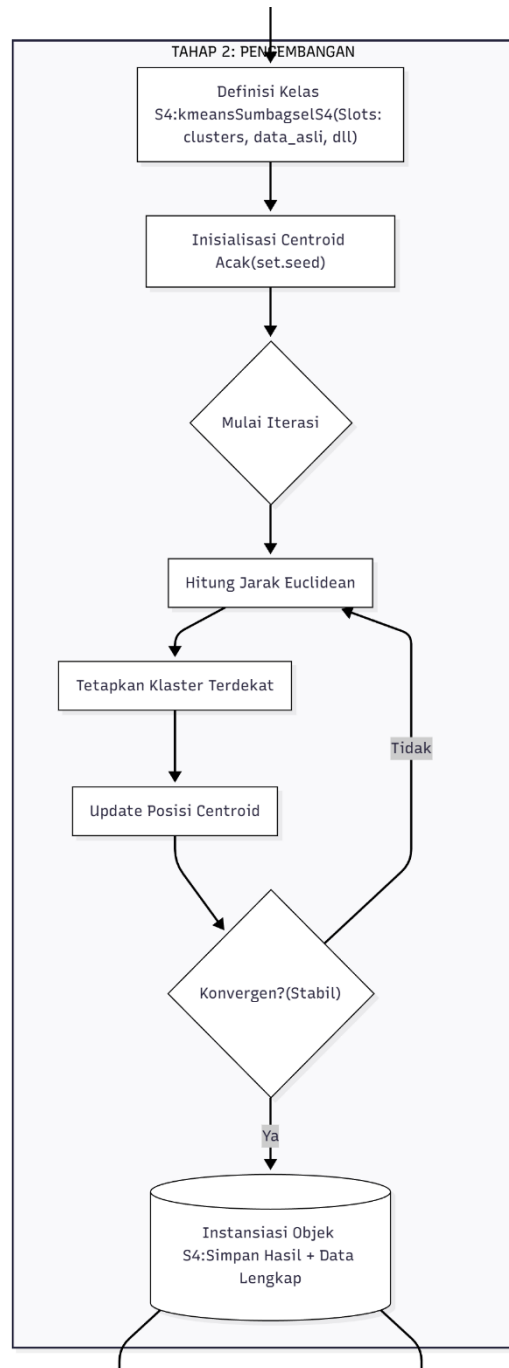 TAHAP 2: PENGEMBANGAN
Definisi Kelas
S4:kmeansSumbagselS4(Slots:
clusters, data_asli, dll)
Inisialisasi Centroid
Acak(set.seed)
Mulai Iterasi
Hitung Jarak Euclidean
Tetapkan Klaster Terdekat
Tidak
Update Posisi Centroid
Konvergen?(Stabil)
Ya
Instansiasi Objek
S4:Simpan Hasil + Data
Lengkap